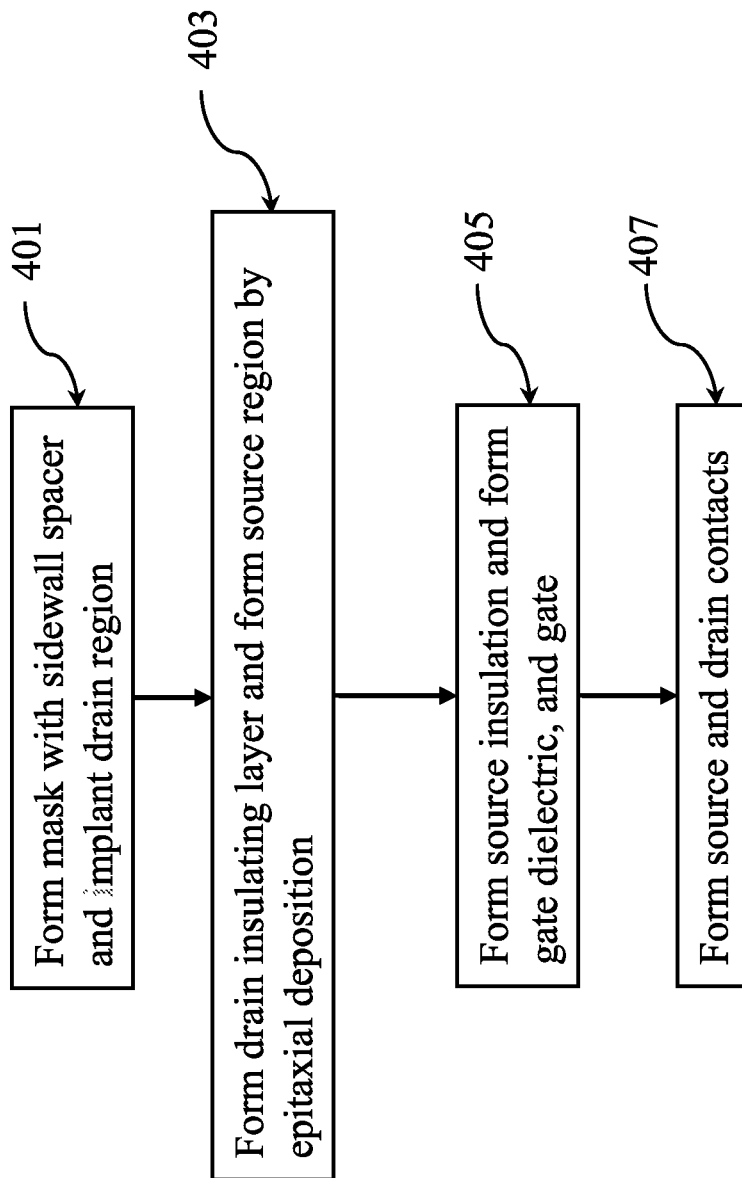 401
Form mask with sidewall spacer
and implant drain region
403
Form drain insulating layer and form source region by
epitaxial deposition
405
Form source insulation and form
gate dielectric, and gate
407
Form source and drain contacts